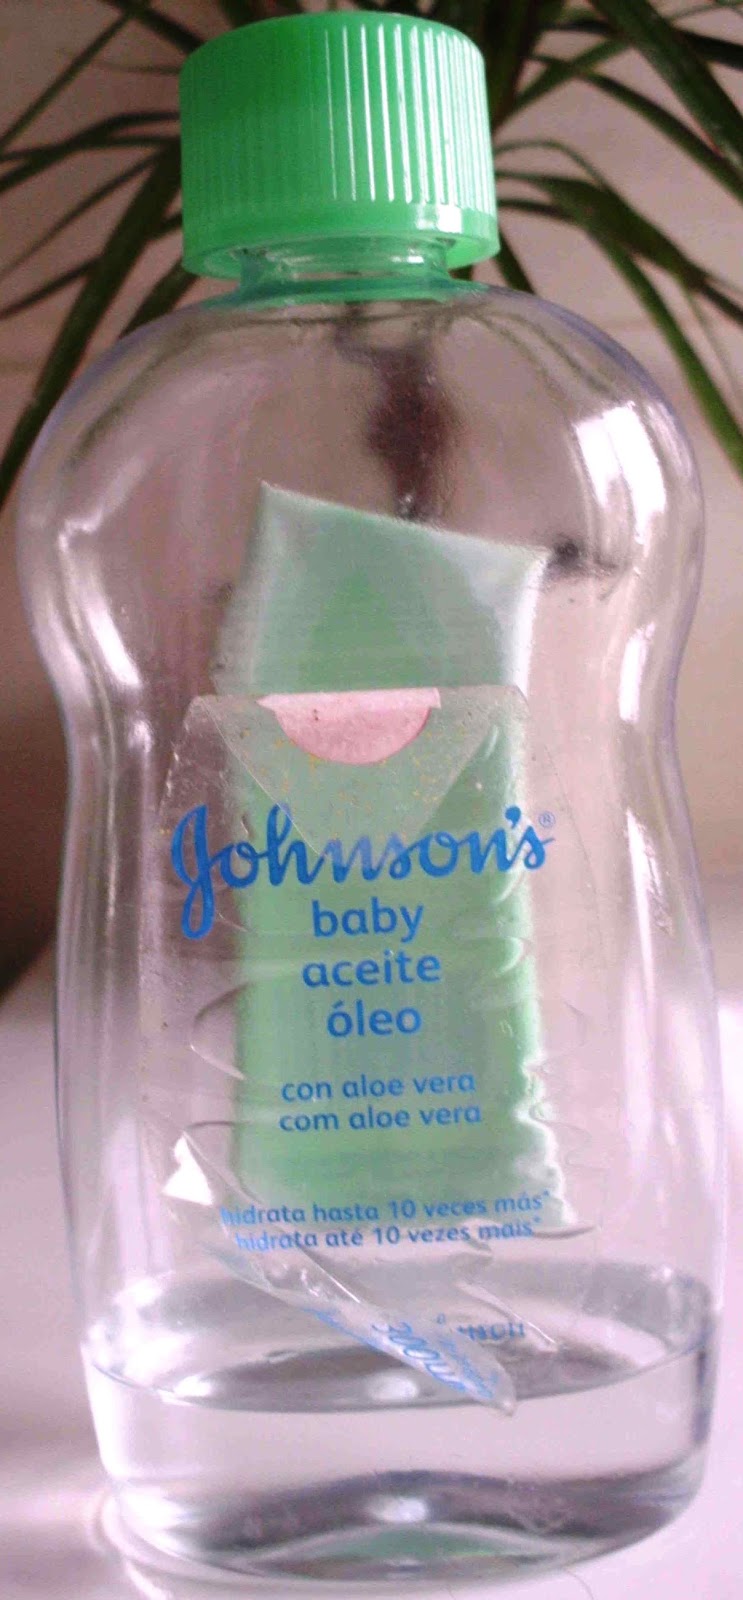 Johnson's®
baby
aceite
óleo
con aloe vera
com aloe vera
hidrata hasta 10 veces más*
hidrata até 10 vezes mais*
300ml